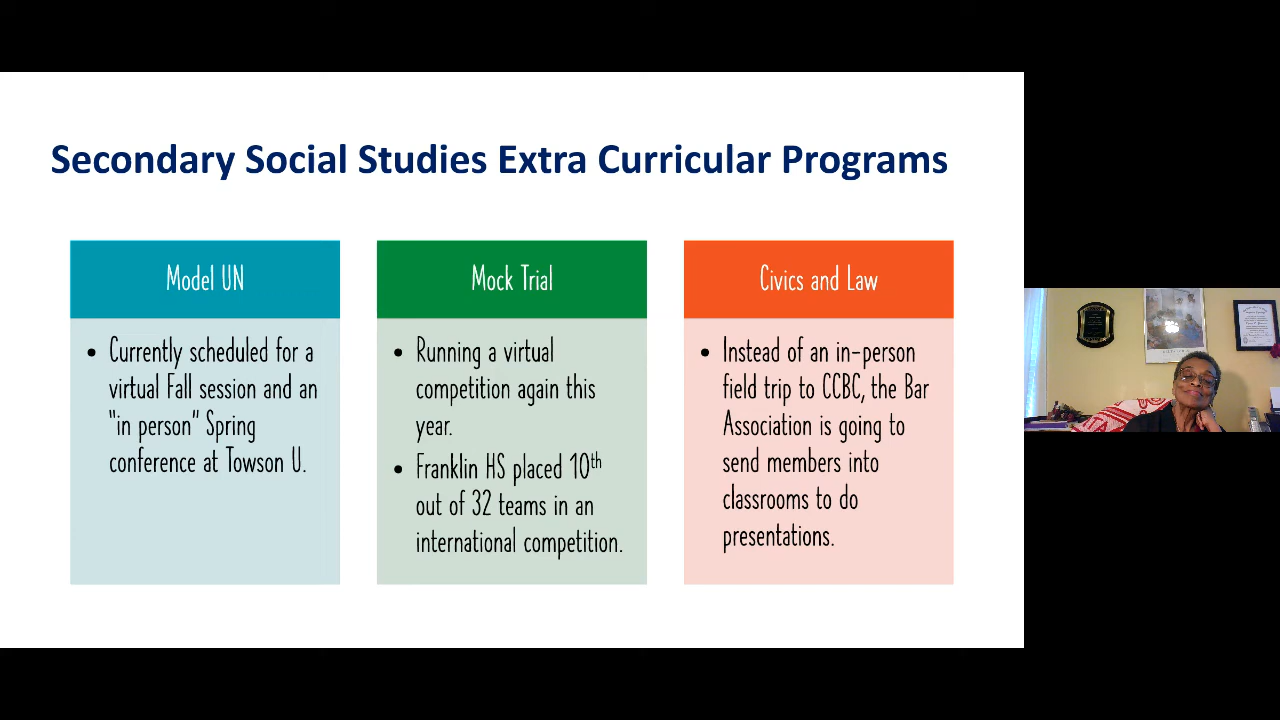 Secondary Social Studies Extra Curricular Programs
Model UN
• Currently scheduled for a
virtual Fall session and an
"in person" Spring
conference at Towson U.
Mock Trial
• Running a virtual
competition again this
year.
• Franklin HS placed 10th
out of 32 teams in an
international competition.
Civics and Law
• Instead of an in-person
field trip to CCBC, the Bar
Association is going to
send members into
classrooms to do
presentations.